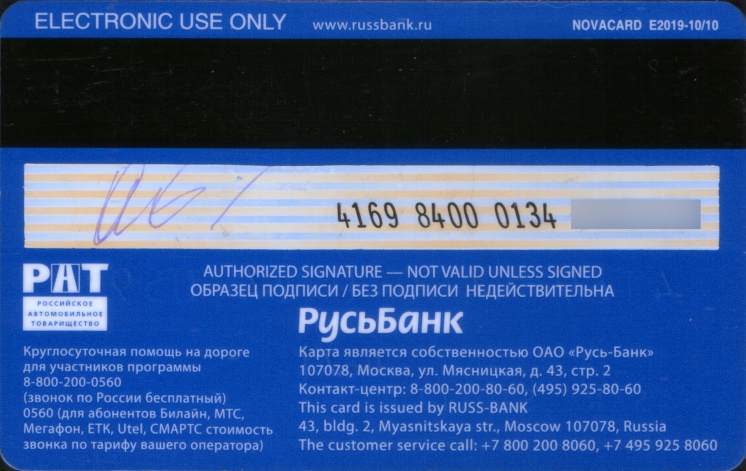 ELECTRONIC USE ONLY www.russbank.ru NOVACARD E2019-10/10
4169 8400 0134
РАТ
РОССИЙСКОЕ
АВТОМОБИЛЬНОЕ
ТОВАРИЩЕСТВО
AUTHORIZED SIGNATURE — NOT VALID UNLESS SIGNED
ОБРАЗЕЦ ПОДПИСИ / БЕЗ ПОДПИСИ НЕДЕЙСТВИТЕЛЬНА
РусьБанк
Круглосуточная помощь на дороге
для участников программы
8-800-200-0560
(звонок по России бесплатный)
0560 (для абонентов Билайн, МТС,
Мегафон, ЕТК, Utel, СМАРТС стоимость
звонка по тарифу вашего оператора)
Карта является собственностью ОАО «Русь-Банк»
107078, Москва, ул. Мясницкая, д. 43, стр. 2
Контакт-центр: 8-800-200-80-60, (495) 925-80-60
This card is issued by RUSS-BANK
43, bldg. 2, Myasnitskaya str., Moscow 107078, Russia
The customer service call: +7 800 200 8060, +7 495 925 8060